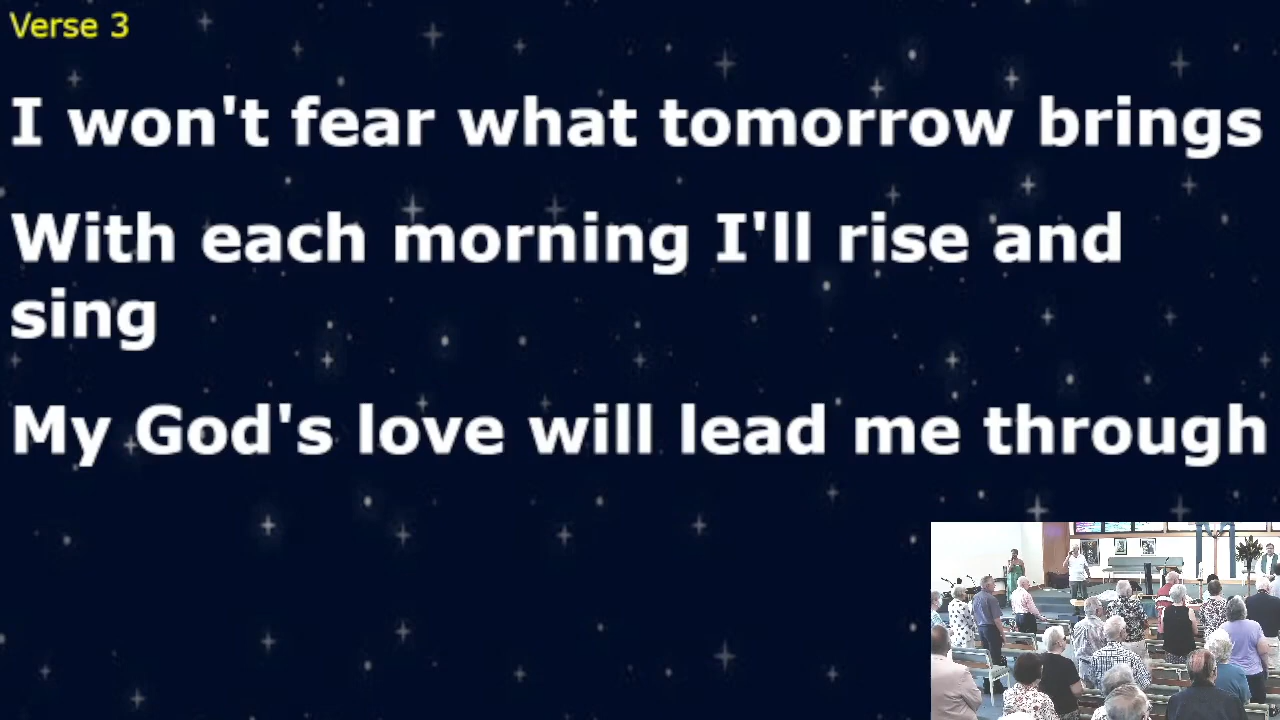 Verse 3
I won't fear what tomorrow brings
With each morning I'll rise and
sing
My God's love will lead me through